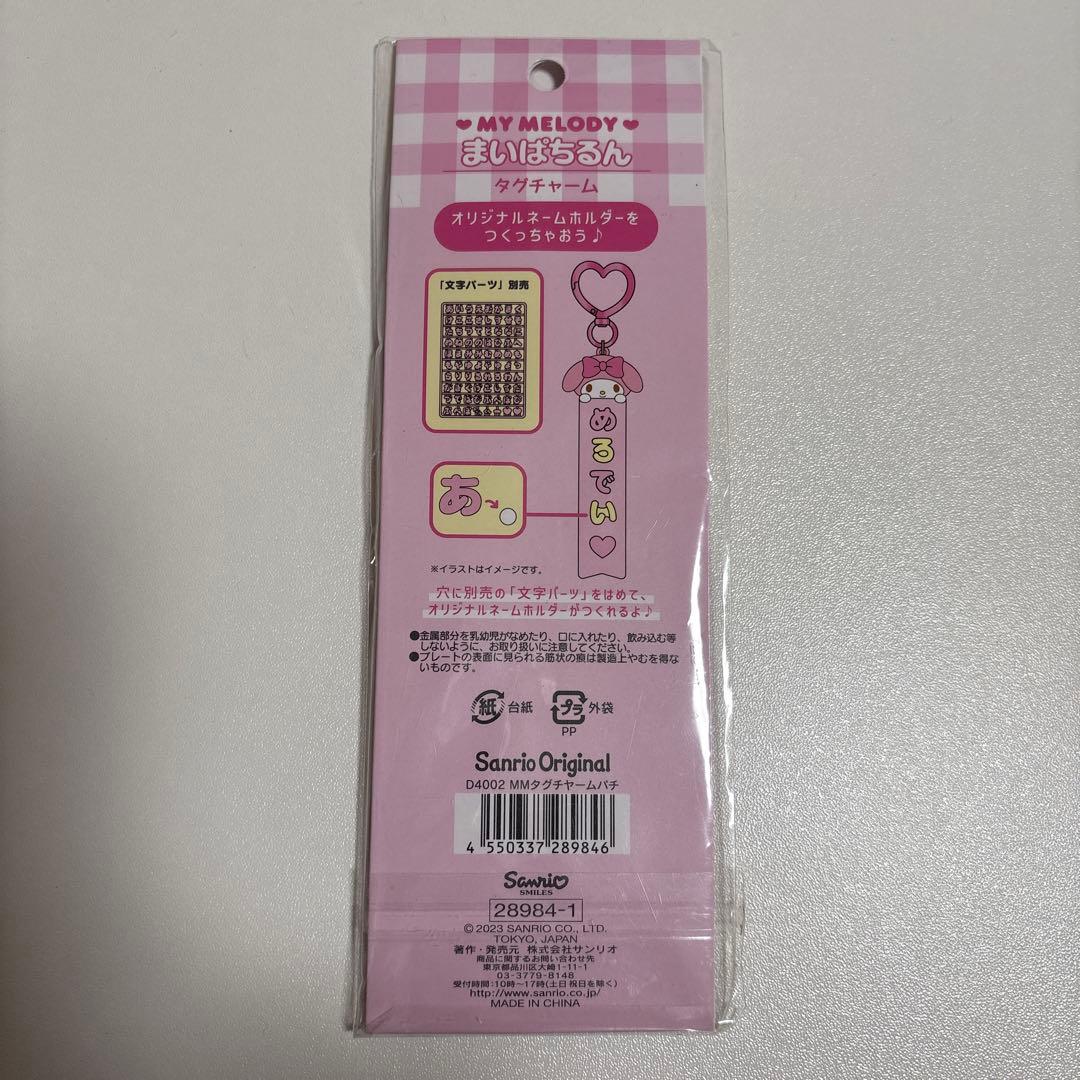 MY MELODY
まいぱちるん
タグチャーム
オリジナルネームホルダーを
つくっちゃおう♪
「文字パーツ」別売
め
る
で
い
あ
※イラストはイメージです。
穴に別売の「文字パーツ」をはめて、
オリジナルネームホルダーがつくれるよ♪
●金属部分を乳幼児がなめたり、口に入れたり、飲み込む等
しないように、お取り扱いに注意してください。
●プレートの表面に見られる筋状の痕は製造上やむを得な
いものです。
紙 台紙 プラ 外袋
PP
Sanrio Original
D4002 MMタグチヤームパチ
4 550337 289846
Sanrio
SMILES
28984-1
© 2023 SANRIO CO., LTD.
TOKYO, JAPAN
著作・発売元 株式会社サンリオ
商品に関するお問い合わせ先
東京都品川区大崎1-11-1
03-3779-8148
受付時間:10時~17時(土日祝日を除く)
http://www.sanrio.co.jp/
MADE IN CHINA